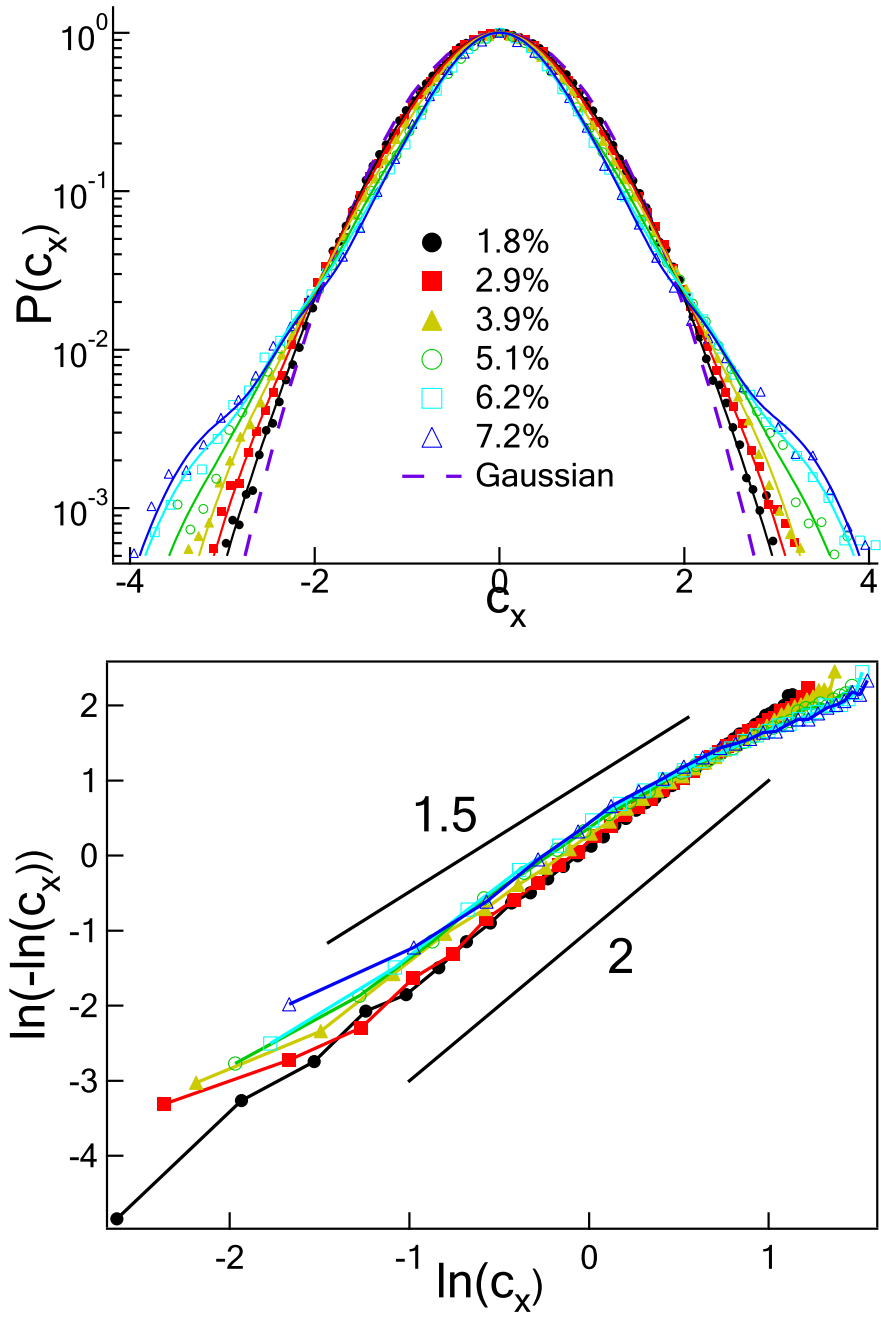 10^0
10^-1
10^-2
10^-3
P(c_x)
1.8%
2.9%
3.9%
5.1%
6.2%
7.2%
Gaussian
-4 -2 0 2 4
c_x
2
1
0
-1
-2
-3
-4
ln(-ln(c_x))
1.5
2
-2 -1 0 1
ln(c_x)